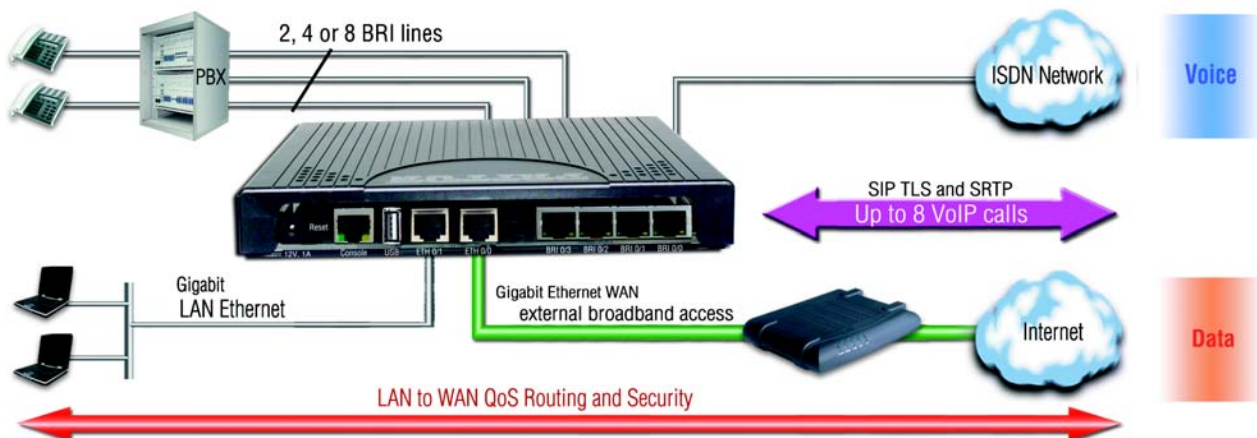 2, 4 or 8 BRI lines
PBX
ISDN Network
Voice
SIP TLS and SRTP
Up to 8 VoIP calls
Reset
12V, 1A
Console
USB
ETH 0/1
ETH 0/0
BRI 0/3
BRI 0/2
BRI 0/1
BRI 0/0
Gigabit
LAN Ethernet
Gigabit Ethernet WAN
external broadband access
Internet
Data
LAN to WAN QoS Routing and Security